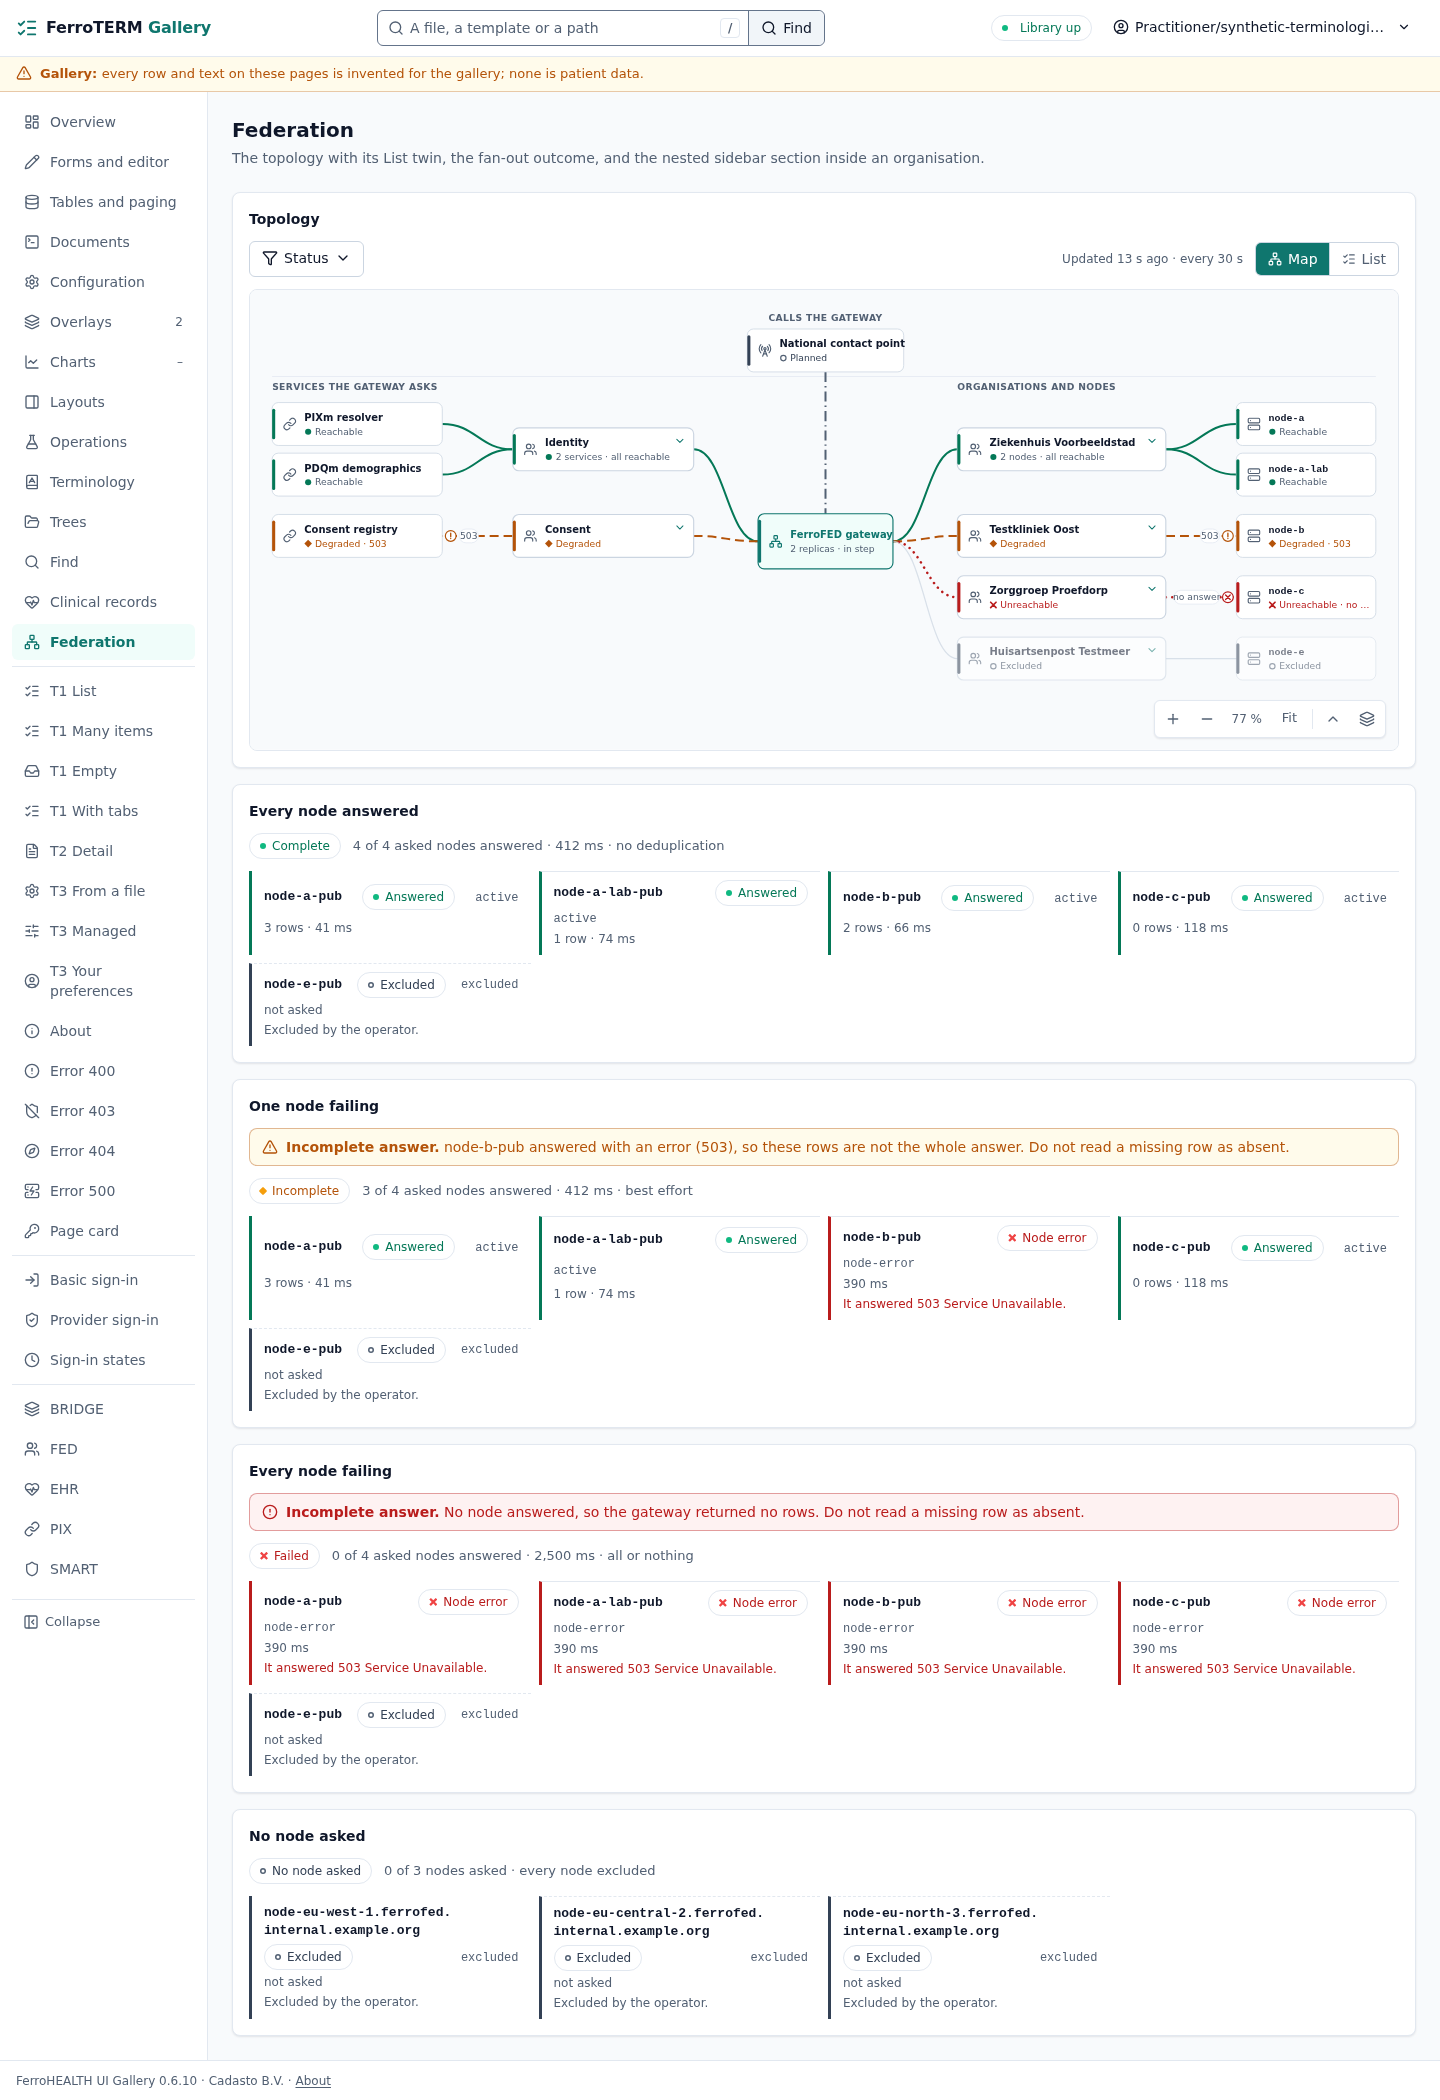 FerroTERM Gallery
A file, a template or a path
/
Find
Library up
Practitioner/synthetic-terminologi...
Gallery: every row and text on these pages is invented for the gallery; none is patient data.
Overview
Forms and editor
Tables and paging
Documents
Configuration
Overlays 2
Charts –
Layouts
Operations
Terminology
Trees
Find
Clinical records
Federation
T1 List
T1 Many items
T1 Empty
T1 With tabs
T2 Detail
T3 From a file
T3 Managed
T3 Your
preferences
About
Error 400
Error 403
Error 404
Error 500
Page card
Basic sign-in
Provider sign-in
Sign-in states
BRIDGE
FED
EHR
PIX
SMART
Collapse
Federation
The topology with its List twin, the fan-out outcome, and the nested sidebar section inside an organisation.
Topology
Status
Updated 13 s ago · every 30 s
Map
List
CALLS THE GATEWAY
National contact point
Planned
SERVICES THE GATEWAY ASKS
ORGANISATIONS AND NODES
PIXm resolver
Reachable
PDQm demographics
Reachable
Consent registry
Degraded · 503
503
Identity
2 services · all reachable
Consent
Degraded
FerroFED gateway
2 replicas · in step
Ziekenhuis Voorbeeldstad
2 nodes · all reachable
Testkliniek Oost
Degraded
Zorggroep Proefdorp
Unreachable
Huisartsenpost Testmeer
Excluded
503
no answer
node-a
Reachable
node-a-lab
Reachable
node-b
Degraded · 503
node-c
Unreachable · no ...
node-e
Excluded
77 %
Fit
Every node answered
Complete 4 of 4 asked nodes answered · 412 ms · no deduplication
node-a-pub Answered active
3 rows · 41 ms
node-a-lab-pub Answered
active
1 row · 74 ms
node-b-pub Answered active
2 rows · 66 ms
node-c-pub Answered active
0 rows · 118 ms
node-e-pub Excluded excluded
not asked
Excluded by the operator.
One node failing
Incomplete answer. node-b-pub answered with an error (503), so these rows are not the whole answer. Do not read a missing row as absent.
Incomplete 3 of 4 asked nodes answered · 412 ms · best effort
node-a-pub Answered active
3 rows · 41 ms
node-a-lab-pub Answered
active
1 row · 74 ms
node-b-pub Node error
node-error
390 ms
It answered 503 Service Unavailable.
node-c-pub Answered active
0 rows · 118 ms
node-e-pub Excluded excluded
not asked
Excluded by the operator.
Every node failing
Incomplete answer. No node answered, so the gateway returned no rows. Do not read a missing row as absent.
Failed 0 of 4 asked nodes answered · 2,500 ms · all or nothing
node-a-pub Node error
node-error
390 ms
It answered 503 Service Unavailable.
node-a-lab-pub Node error
node-error
390 ms
It answered 503 Service Unavailable.
node-b-pub Node error
node-error
390 ms
It answered 503 Service Unavailable.
node-c-pub Node error
node-error
390 ms
It answered 503 Service Unavailable.
node-e-pub Excluded excluded
not asked
Excluded by the operator.
No node asked
No node asked 0 of 3 nodes asked · every node excluded
node-eu-west-1.ferrofed.
internal.example.org
Excluded excluded
not asked
Excluded by the operator.
node-eu-central-2.ferrofed.
internal.example.org
Excluded excluded
not asked
Excluded by the operator.
node-eu-north-3.ferrofed.
internal.example.org
Excluded excluded
not asked
Excluded by the operator.
FerroHEALTH UI Gallery 0.6.10 · Cadasto B.V. · About